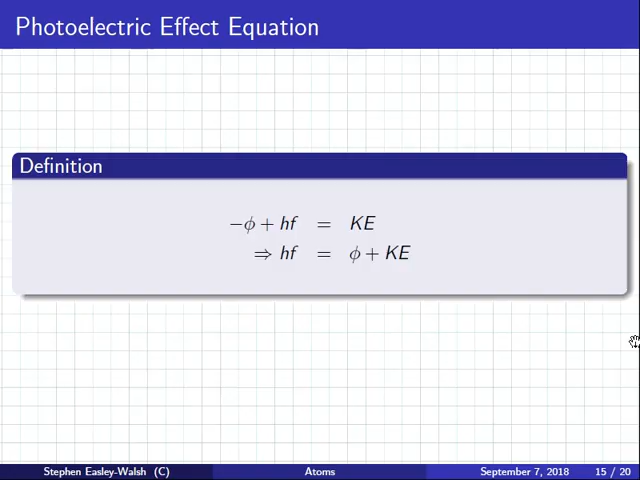 Photoelectric Effect Equation
Definition
−ϕ + hf = KE
⇒ hf = ϕ + KE
Stephen Easley-Walsh (C) Atoms September 7, 2018 15 / 20